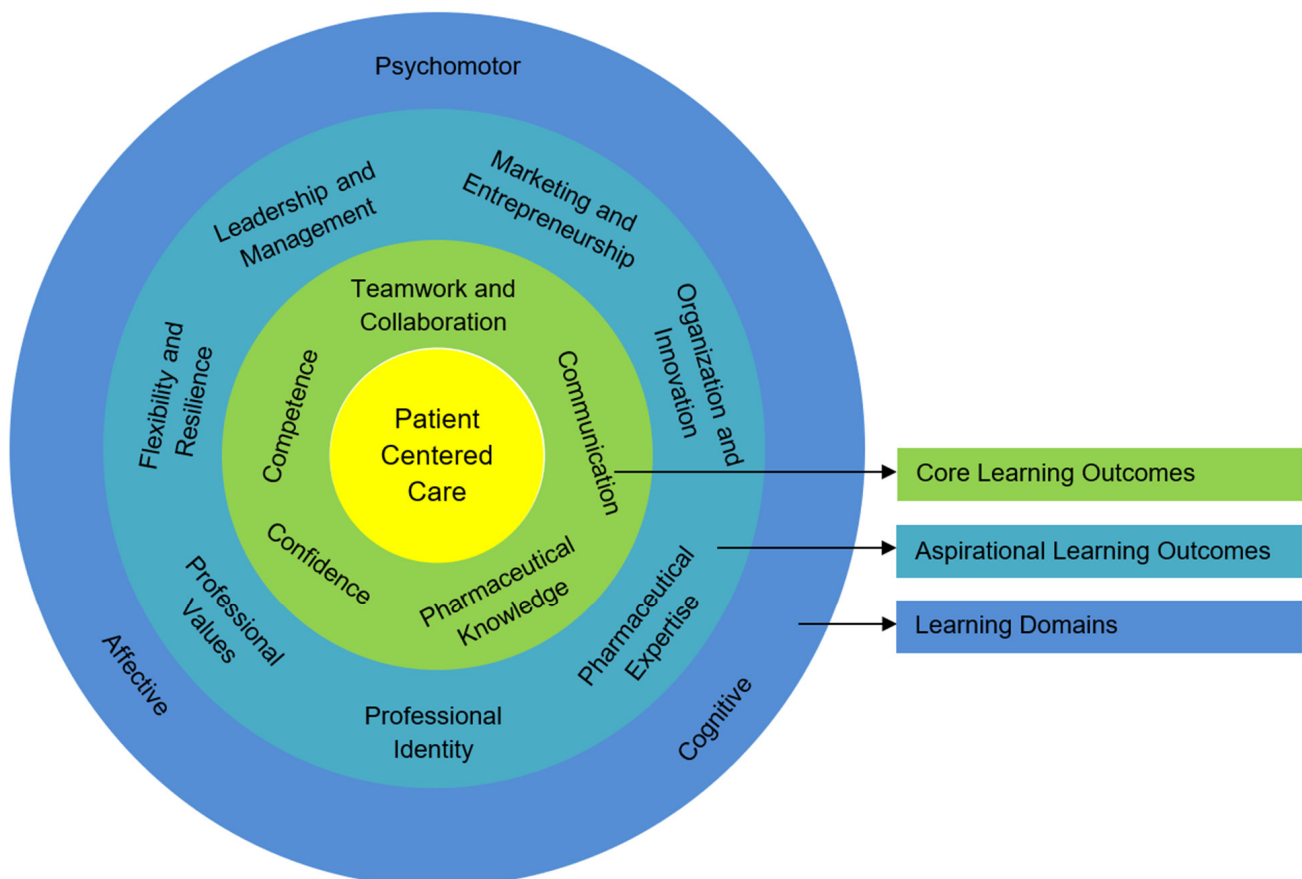 Psychomotor
Leadership and
Management
Marketing and
Entrepreneurship
Organization and
Innovation
Flexibility and
Resilience
Teamwork and
Collaboration
Competence
Communication
Patient
Centered
Care
Core Learning Outcomes
Aspirational Learning Outcomes
Learning Domains
Confidence
Pharmaceutical
Knowledge
Pharmaceutical
Expertise
Professional
Values
Professional
Identity
Affective
Cognitive